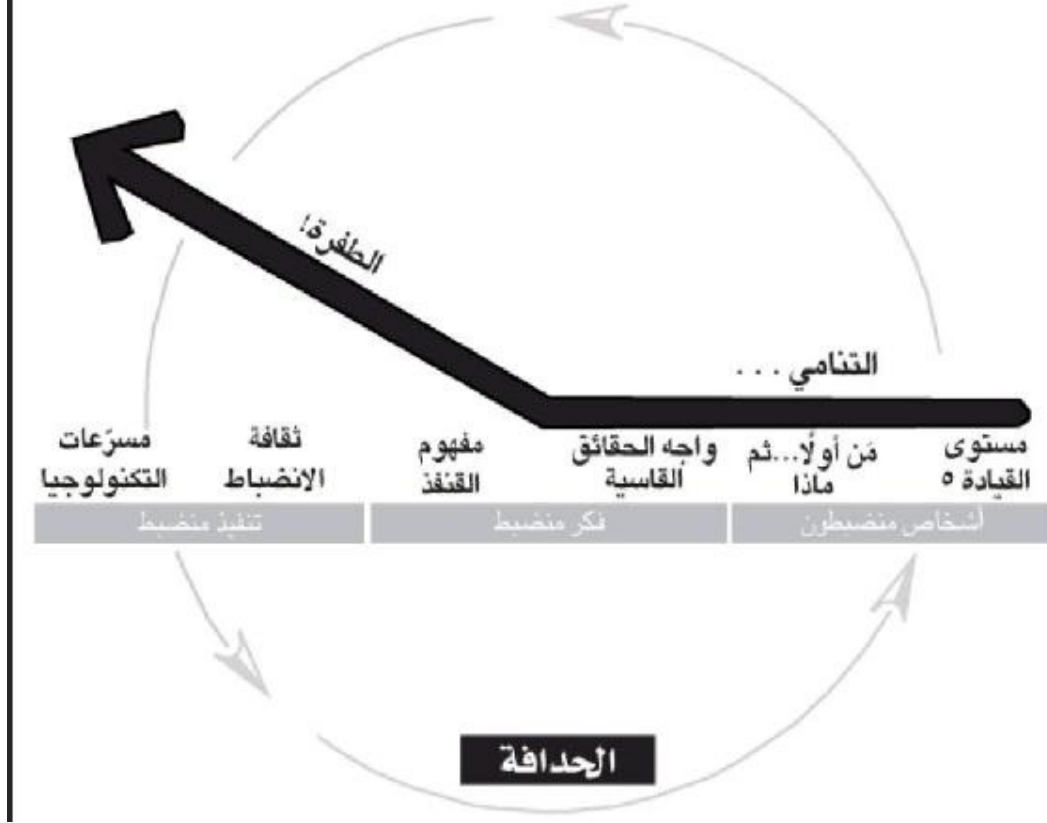 الطفرة!
التنامي . . .
مستوى
القيادة ٥
مَن أولًا...ثم
ماذا
واجه الحقائق
القاسية
مفهوم
القنفذ
ثقافة
الانضباط
مسرّعات
التكنولوجيا
أشخاص منضبطون
فكر منضبط
تنفيذ منضبط
الحدافة